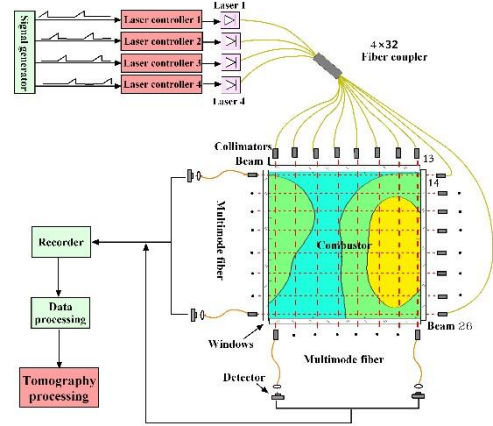 Signal generator
Laser controller 1
Laser controller 2
Laser controller 3
Laser controller 4
Laser 1
Laser 4
4×32
Fiber coupler
Collimators
Beam 1
13
14
Multimode fiber
Combustor
Recorder
Data
processing
Tomography
processing
Windows
Beam 26
Multimode fiber
Detector